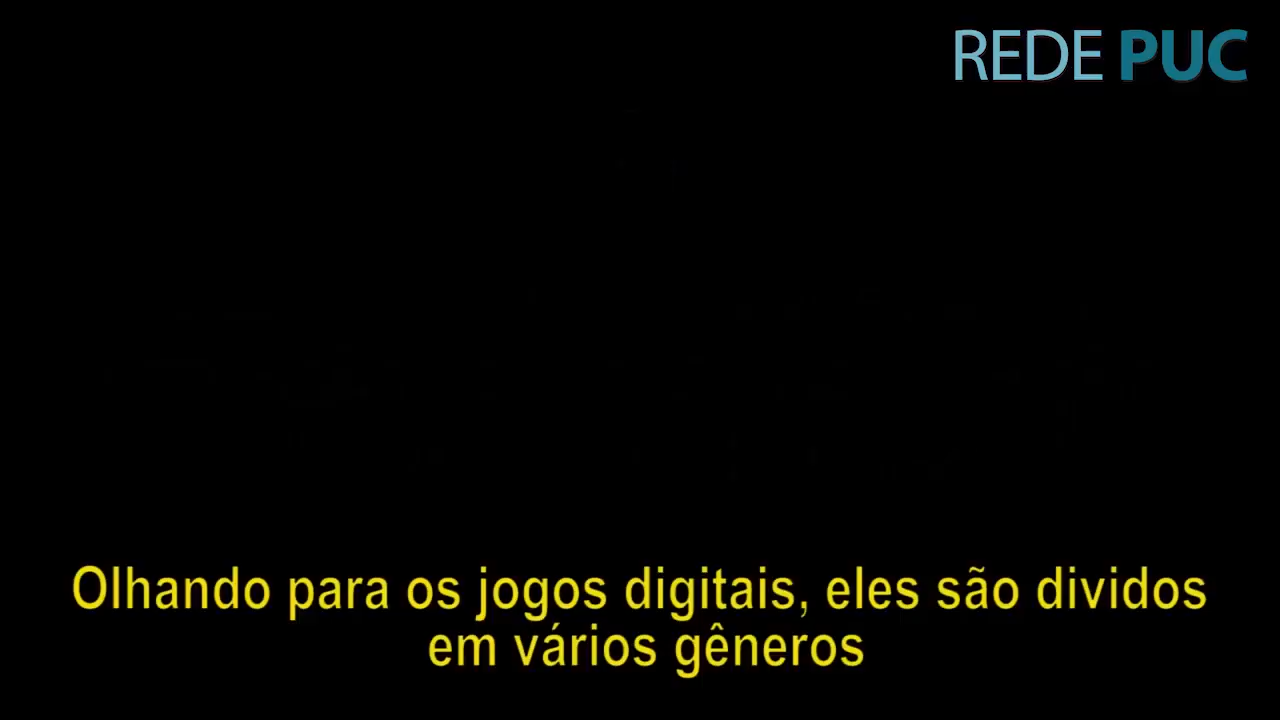 REDE PUC
Olhando para os jogos digitais, eles são dividos
em vários gêneros